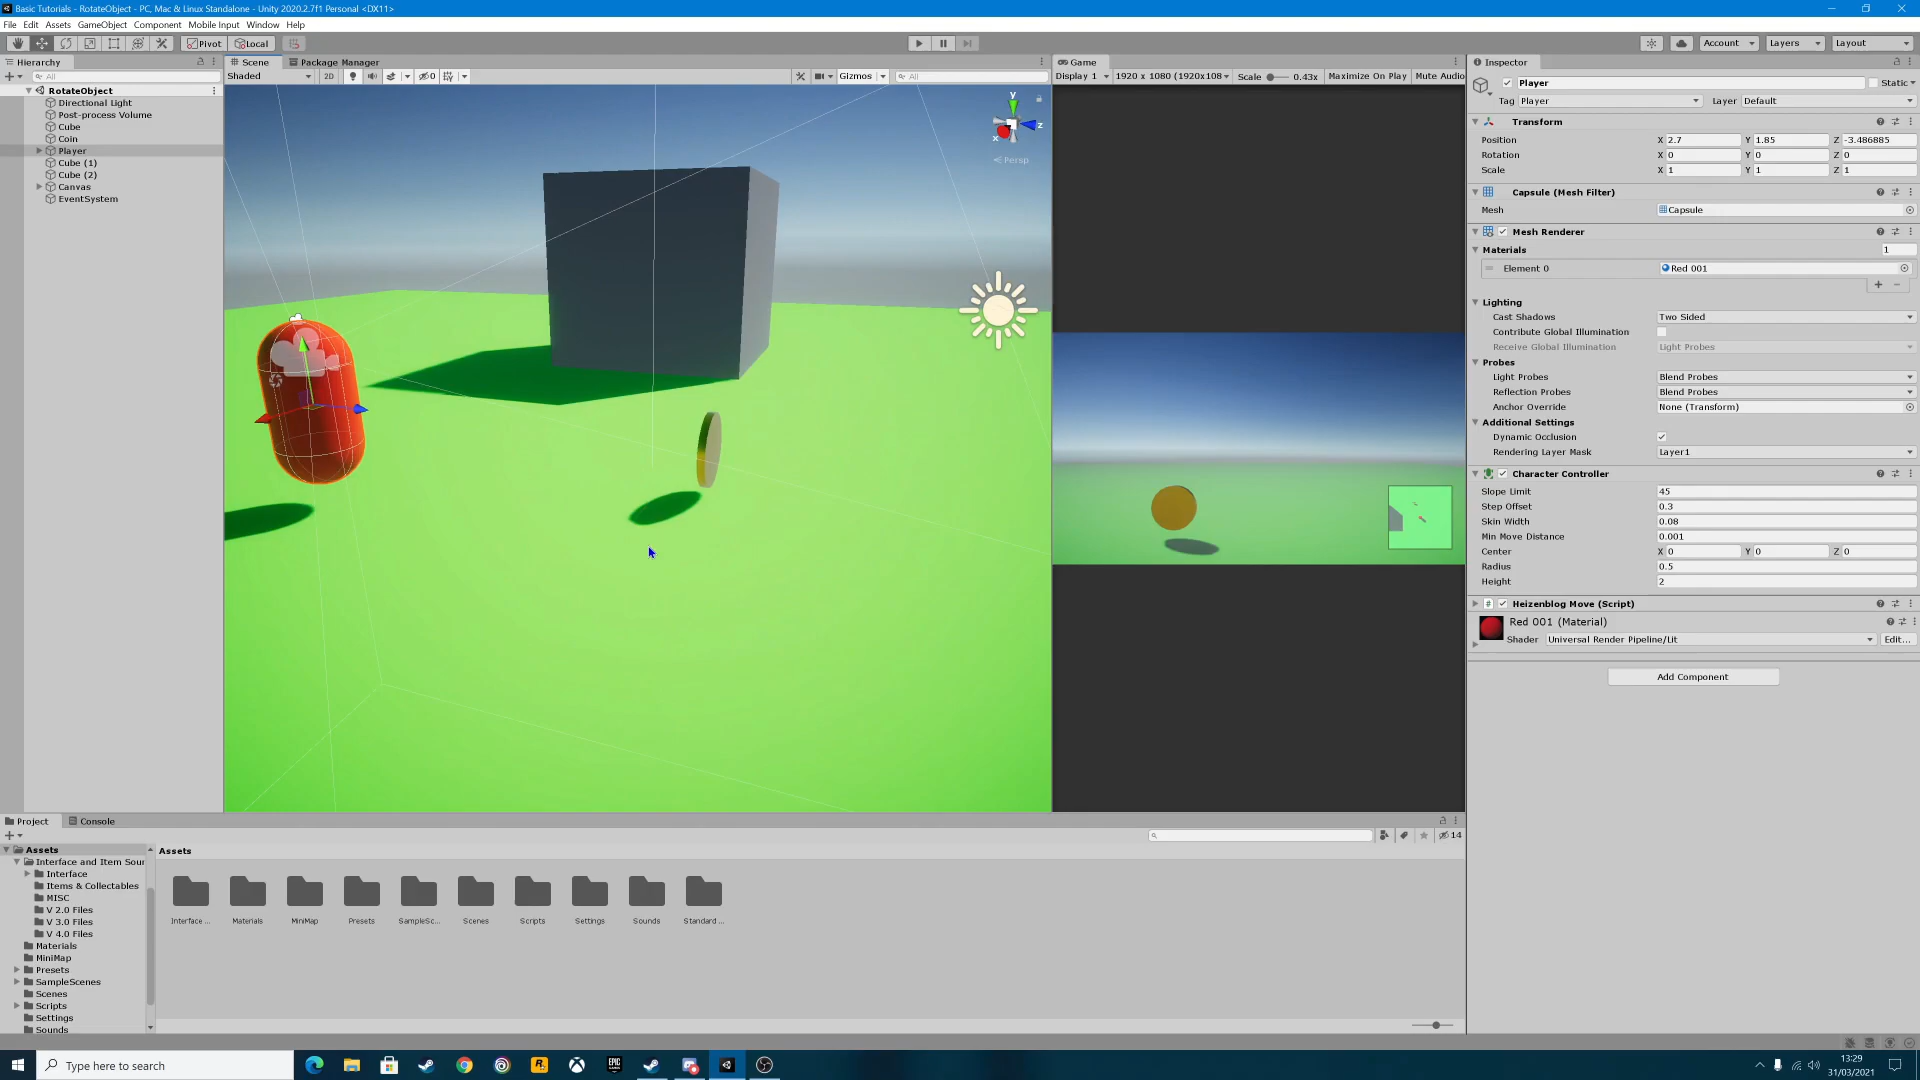 Basic Tutorials - RotateObject - PC, Mac & Linux Standalone - Unity 2020.2.7f1 Personal <DX11>
File Edit Assets GameObject Component Mobile Input Window Help
Pivot Local Account Layers Layout
Hierarchy
All
RotateObject
Directional Light
Post-process Volume
Cube
Coin
Player
Cube (1)
Cube (2)
Canvas
EventSystem
Scene Package Manager
Shaded 2D 0 Gizmos All
y
z
x
Persp
Game
Display 1 1920 x 1080 (1920x108 Scale 0.43x Maximize On Play Mute Audio
Inspector
Player Static
Tag Player Layer Default
Transform
Position X 2.7 Y 1.85 Z -3.486885
Rotation X 0 Y 0 Z 0
Scale X 1 Y 1 Z 1
Capsule (Mesh Filter)
Mesh Capsule
Mesh Renderer
Materials 1
Element 0 Red 001
Lighting
Cast Shadows Two Sided
Contribute Global Illumination
Receive Global Illumination Light Probes
Probes
Light Probes Blend Probes
Reflection Probes Blend Probes
Anchor Override None (Transform)
Additional Settings
Dynamic Occlusion
Rendering Layer Mask Layer1
Character Controller
Slope Limit 45
Step Offset 0.3
Skin Width 0.08
Min Move Distance 0.001
Center X 0 Y 0 Z 0
Radius 0.5
Height 2
Heizenblog Move (Script)
Red 001 (Material)
Shader Universal Render Pipeline/Lit Edit...
Add Component
Project Console
14
Assets
Interface and Item Sour
Interface
Items & Collectables
MISC
V 2.0 Files
V 3.0 Files
V 4.0 Files
Materials
MiniMap
Presets
SampleScenes
Scenes
Scripts
Settings
Sounds
Assets
Interface ... Materials MiniMap Presets SampleSc... Scenes Scripts Settings Sounds Standard ...
Type here to search
EPIC
13:29
31/03/2021